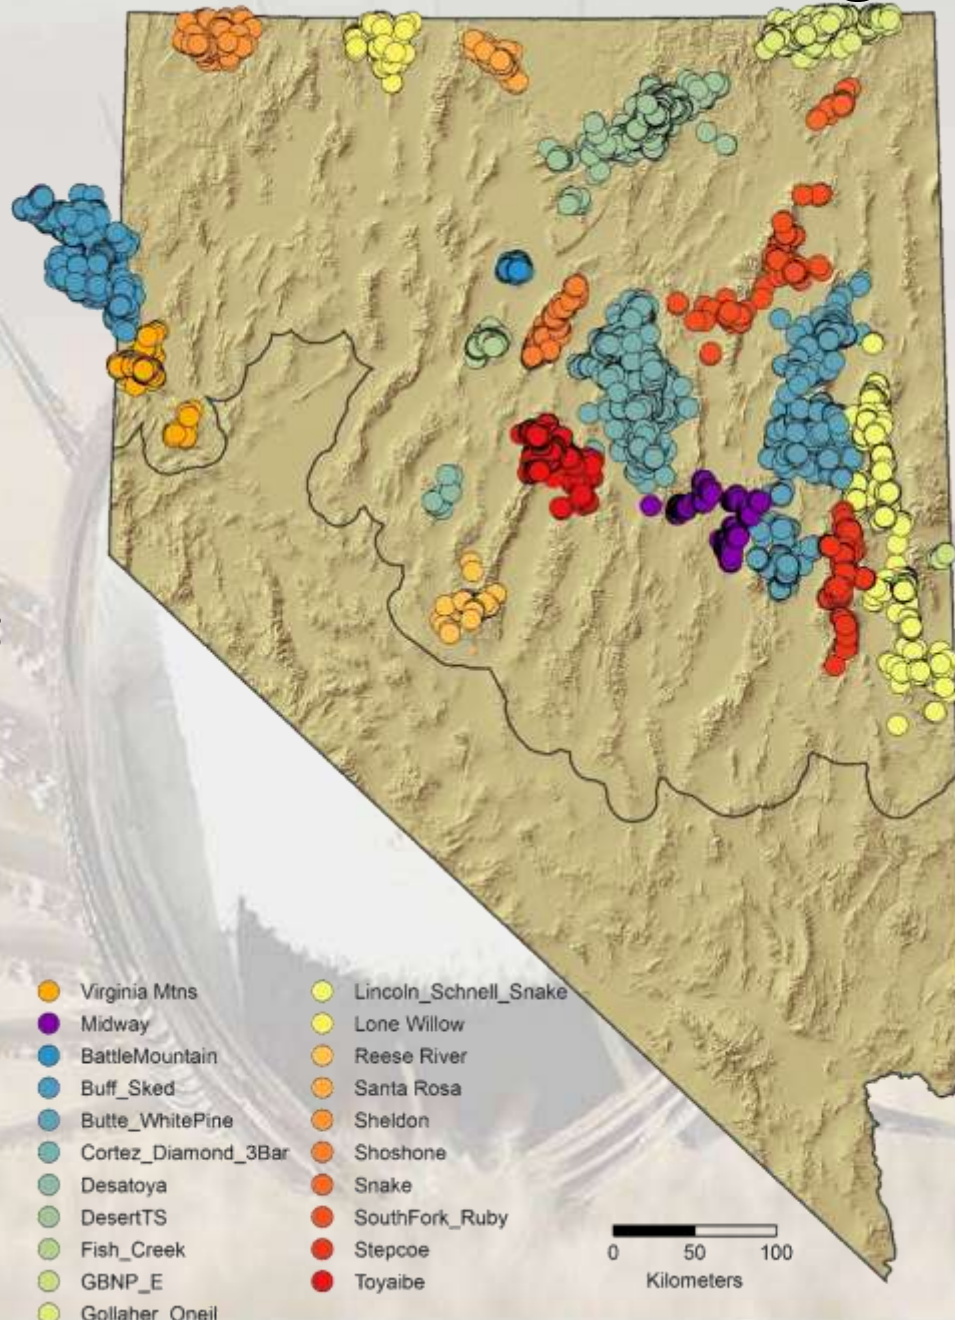 Virginia Mtns
Midway
BattleMountain
Buff_Sked
Butte_WhitePine
Cortez_Diamond_3Bar
Desatoya
DesertTS
Fish_Creek
GBNP_E
Gollaher_Oneil
Lincoln_Schnell_Snake
Lone Willow
Reese River
Santa Rosa
Sheldon
Shoshone
Snake
SouthFork_Ruby
Stepcoe
Toyaibe
0 50 100
Kilometers